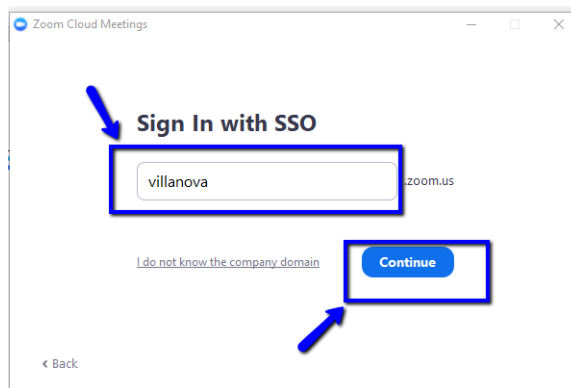 Zoom Cloud Meetings
Sign In with SSO
villanova
.zoom.us
I do not know the company domain
Continue
Back